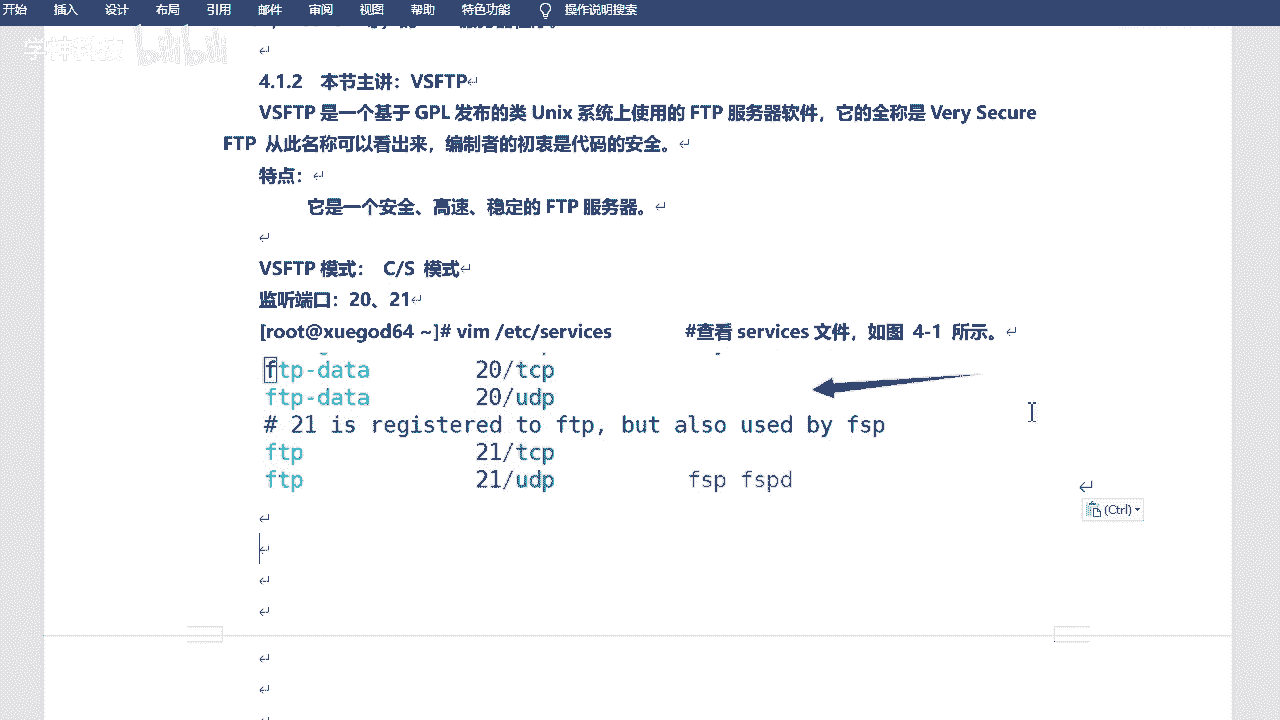 开始 插入 设计 布局 引用 邮件 审阅 视图 帮助 特色功能 操作说明搜索
4.1.2 本节主讲：VSFTP
VSFTP 是一个基于 GPL 发布的类 Unix 系统上使用的 FTP 服务器软件，它的全称是 Very Secure
FTP 从此名称可以看出来，编制者的初衷是代码的安全。
特点：
它是一个安全、高速、稳定的 FTP 服务器。
VSFTP 模式： C/S 模式
监听端口：20、21
[root@xuegod64 ~]# vim /etc/services #查看 services 文件，如图 4-1 所示。
ftp-data 20/tcp
ftp-data 20/udp
# 21 is registered to ftp, but also used by fsp
ftp 21/tcp
ftp 21/udp fsp fspd
(Ctrl)